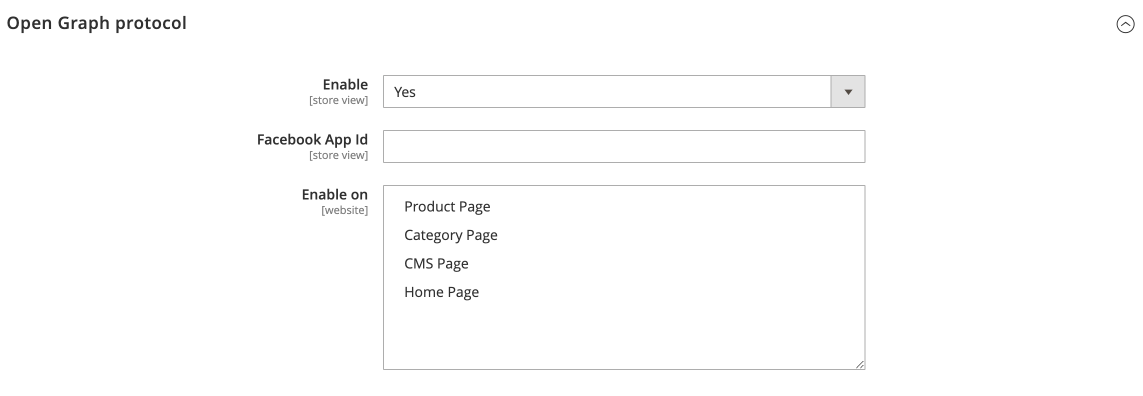 Open Graph protocol
Enable
[store view]
Yes
Facebook App Id
[store view]
Enable on
[website]
Product Page
Category Page
CMS Page
Home Page